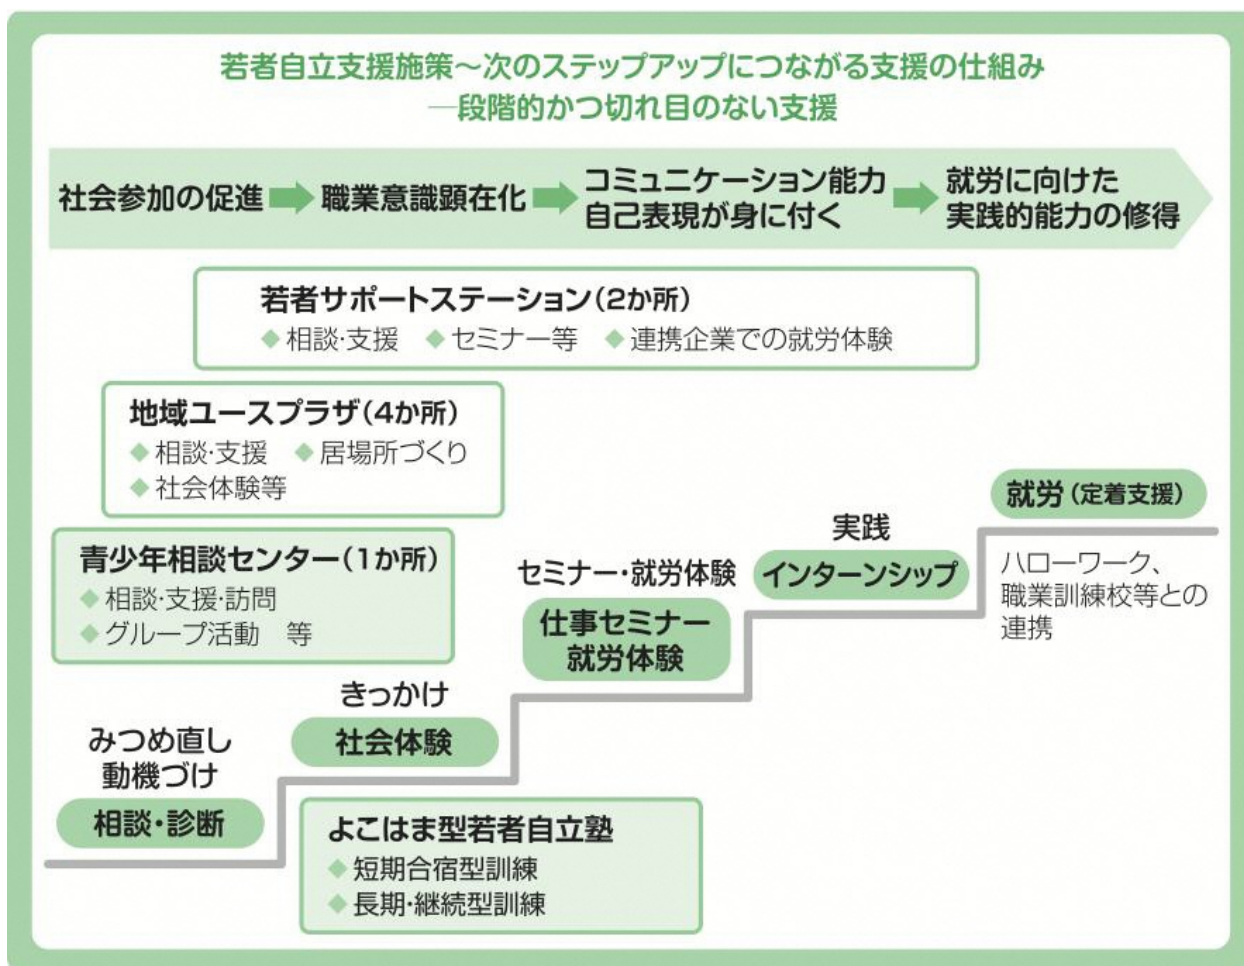 若者自立支援施策～次のステップアップにつながる支援の仕組み
―段階的かつ切れ目のない支援
社会参加の促進
職業意識顕在化
コミュニケーション能力
自己表現が身に付く
就労に向けた
実践的能力の修得
若者サポートステーション（2か所）
◆相談・支援 ◆セミナー等 ◆連携企業での就労体験
地域ユースプラザ（4か所）
◆相談・支援 ◆居場所づくり
◆社会体験等
青少年相談センター（1か所）
◆相談・支援・訪問
◆グループ活動　等
みつめ直し
動機づけ
相談・診断
きっかけ
社会体験
セミナー・就労体験
仕事セミナー
就労体験
実践
インターンシップ
就労（定着支援）
ハローワーク、
職業訓練校等との
連携
よこはま型若者自立塾
◆短期合宿型訓練
◆長期・継続型訓練